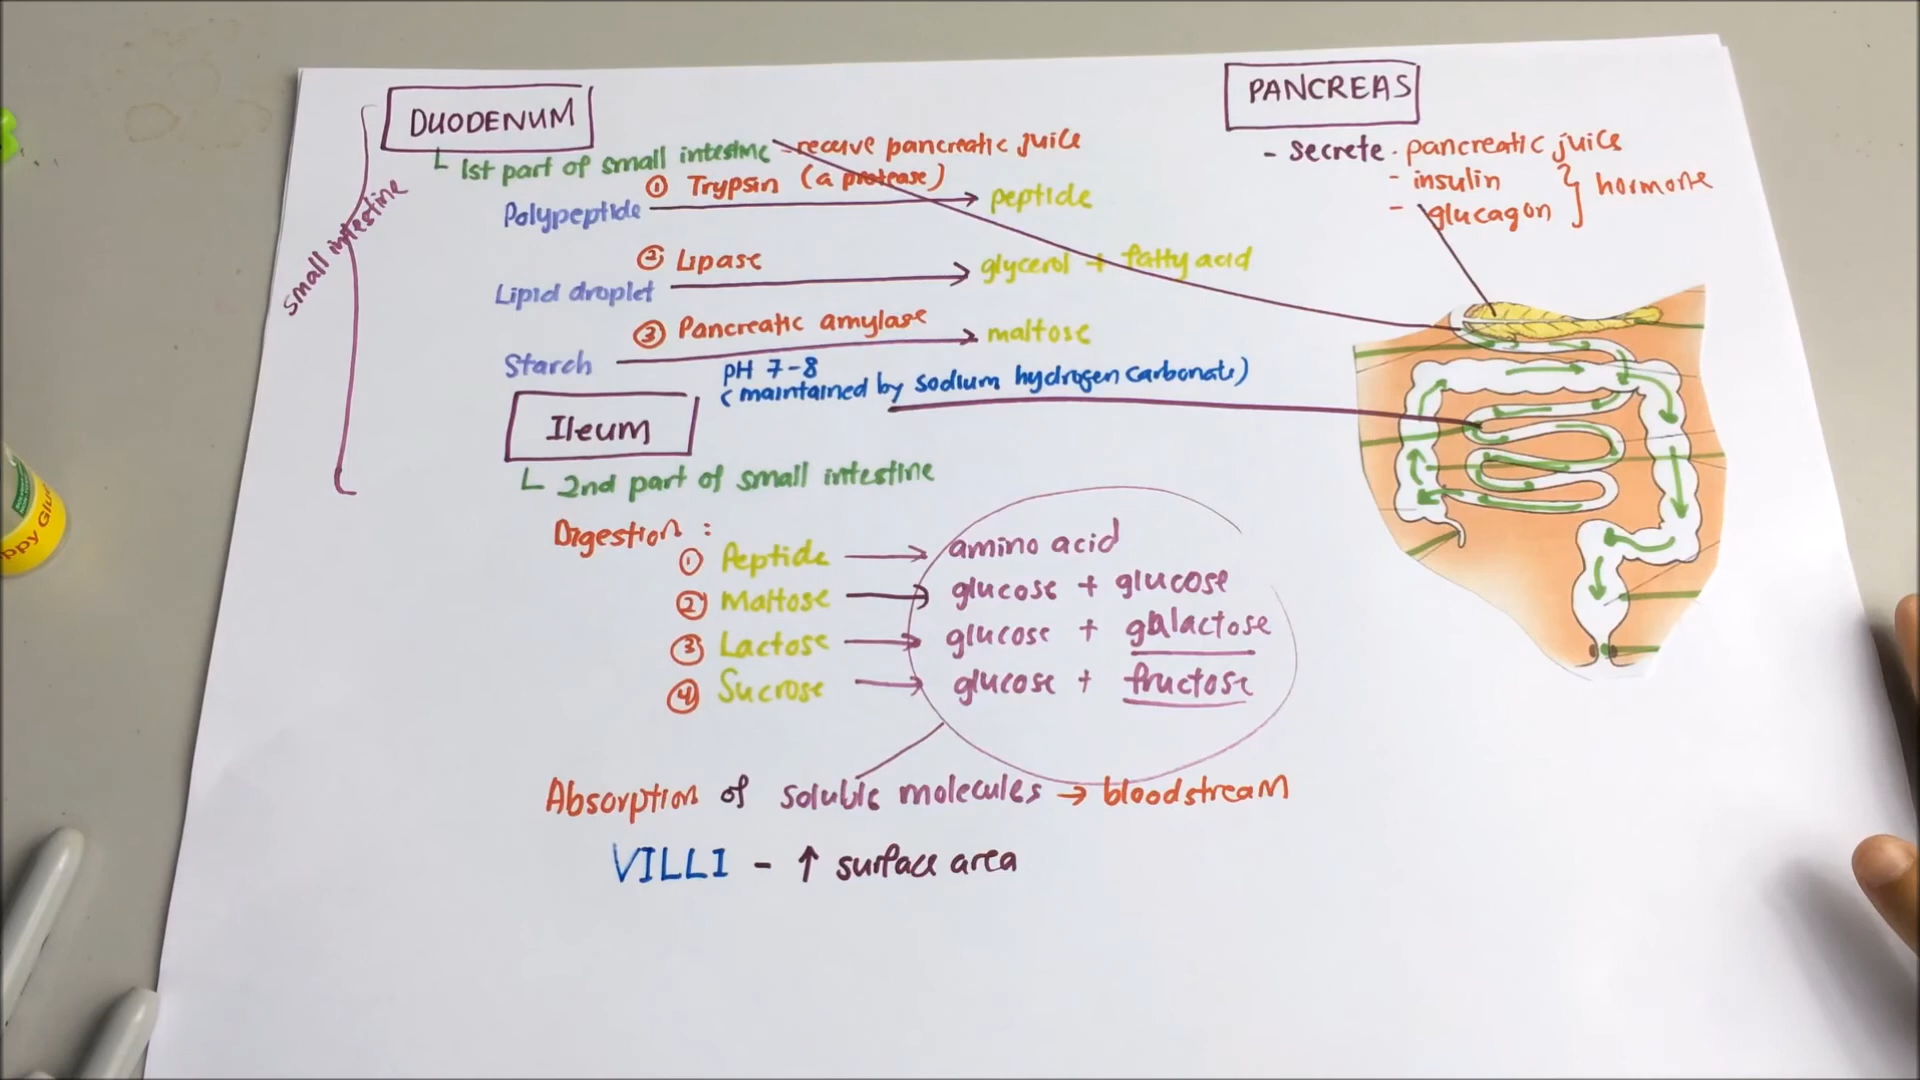 DUODENUM
└ 1st part of small intestine - receive pancreatic juice
① Trypsin (a protease)
Polypeptide → peptide
② Lipase
Lipid droplet → glycerol + fatty acid
③ Pancreatic amylase
Starch → maltose
pH 7-8
(maintained by sodium hydrogen carbonate)
small intestine
Ileum
└ 2nd part of small intestine
Digestion :
① Peptide → amino acid
② Maltose → glucose + glucose
③ Lactose → glucose + galactose
④ Sucrose → glucose + fructose
Absorption of soluble molecules → bloodstream
VILLI - ↑ surface area
PANCREAS
- secrete - pancreatic juice
- insulin } hormone
- glucagon
ppy Glue